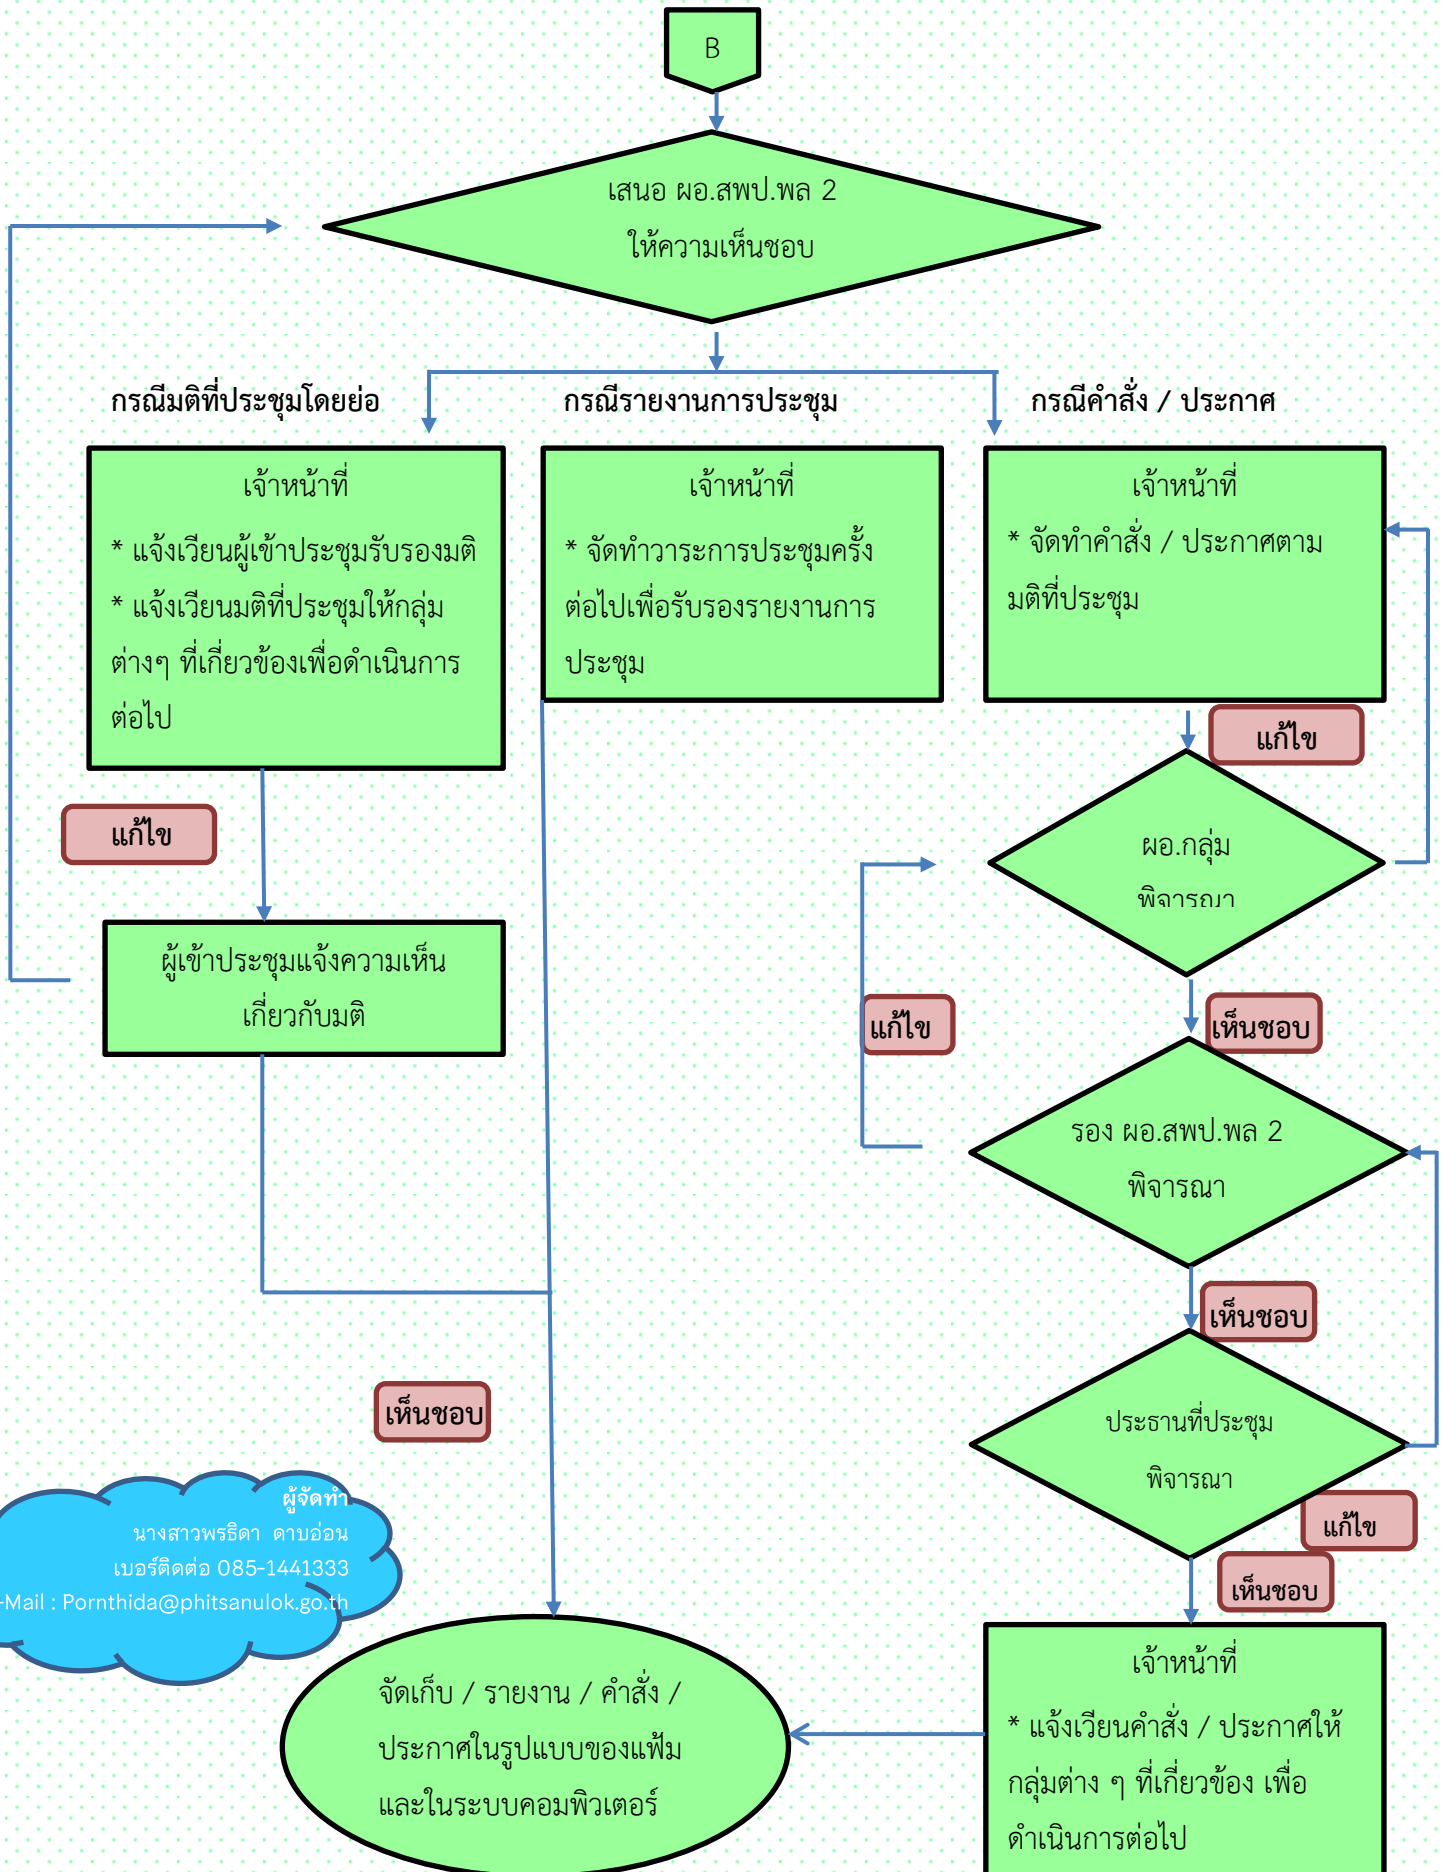 B
เสนอ ผอ.สพป.พล 2
ให้ความเห็นชอบ
กรณีมติที่ประชุมโดยย่อ
กรณีรายงานการประชุม
กรณีคำสั่ง / ประกาศ
เจ้าหน้าที่
* แจ้งเวียนผู้เข้าประชุมรับรองมติ
* แจ้งเวียนมติที่ประชุมให้กลุ่ม
ต่างๆ ที่เกี่ยวข้องเพื่อดำเนินการ
ต่อไป
เจ้าหน้าที่
* จัดทำวาระการประชุมครั้ง
ต่อไปเพื่อรับรองรายงานการ
ประชุม
เจ้าหน้าที่
* จัดทำคำสั่ง / ประกาศตาม
มติที่ประชุม
แก้ไข
แก้ไข
ผอ.กลุ่ม
พิจารณา
ผู้เข้าประชุมแจ้งความเห็น
เกี่ยวกับมติ
แก้ไข
เห็นชอบ
รอง ผอ.สพป.พล 2
พิจารณา
เห็นชอบ
เห็นชอบ
ประธานที่ประชุม
พิจารณา
แก้ไข
เห็นชอบ
ผู้จัดทำ
นางสาวพรธิดา ดาบอ่อน
เบอร์ติดต่อ 085-1441333
-Mail : Pornthida@phitsanulok.go.th
จัดเก็บ / รายงาน / คำสั่ง /
ประกาศในรูปแบบของแฟ้ม
และในระบบคอมพิวเตอร์
เจ้าหน้าที่
* แจ้งเวียนคำสั่ง / ประกาศให้
กลุ่มต่าง ๆ ที่เกี่ยวข้อง เพื่อ
ดำเนินการต่อไป